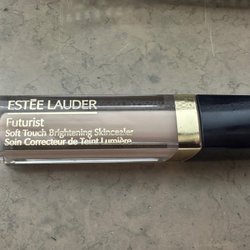 ESTĒE LAUDER
Futurist
Soft Touch Brightening Skincealer
Soin Correcteur de Teint Lumière